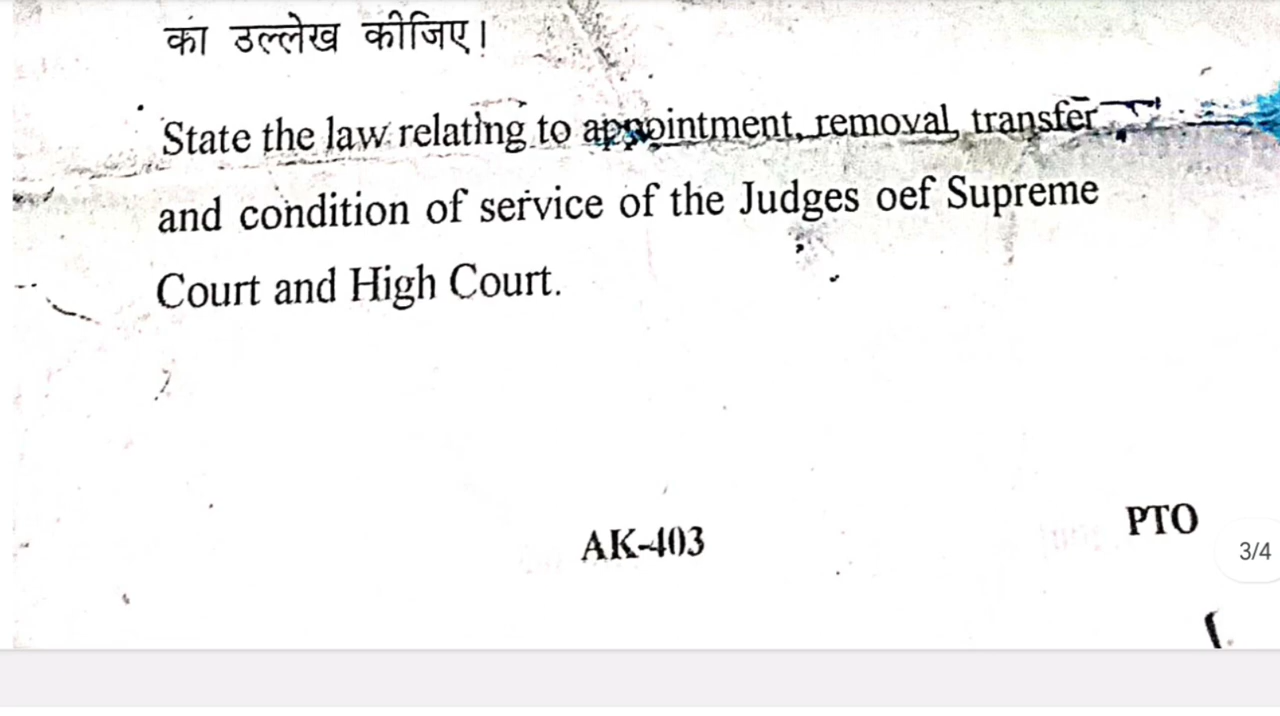 का उल्लेख कीजिए।
State the law relating to appointment, removal, transfer
and condition of service of the Judges oef Supreme
Court and High Court.
AK-403
PTO
3/4